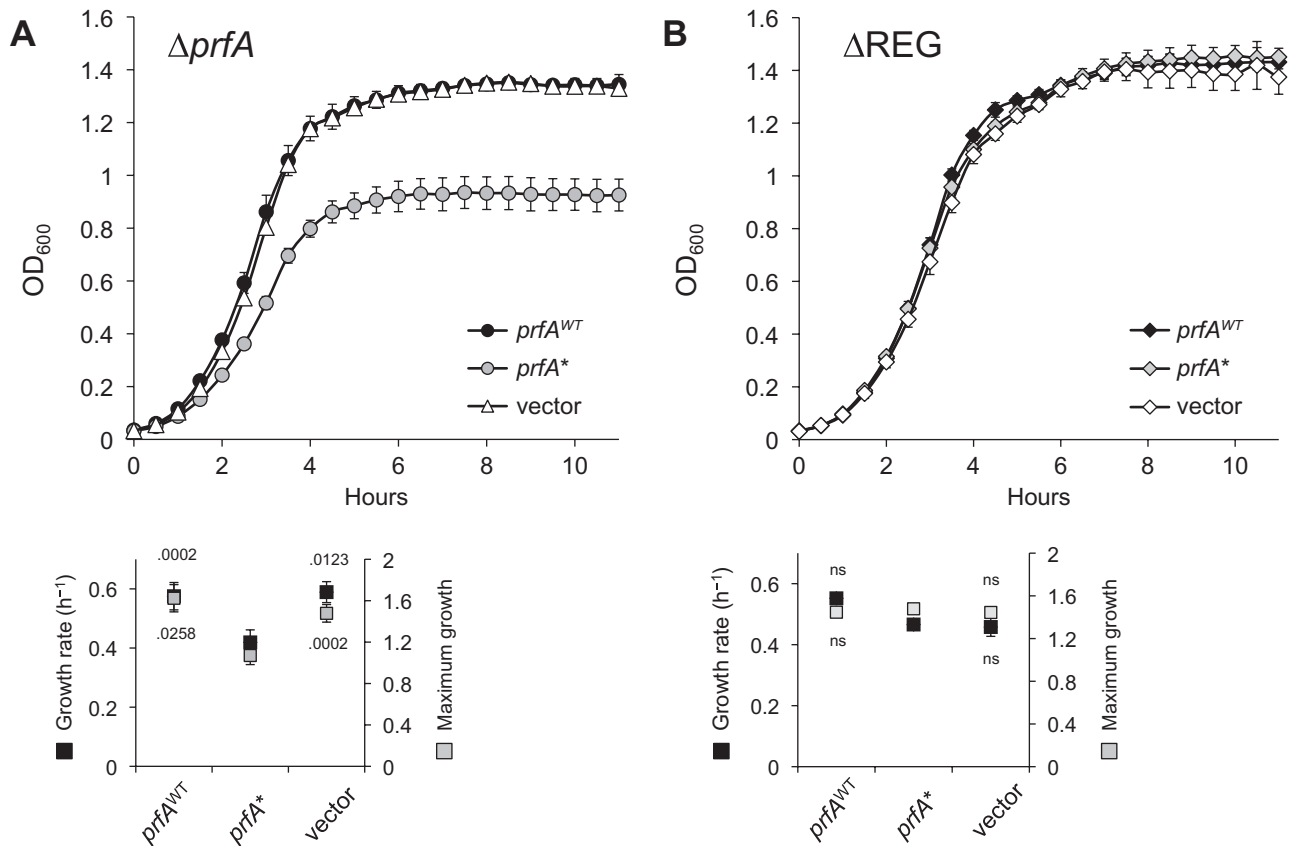 A
ΔprfA
1.6
1.4
1.2
1
0.8
0.6
0.4
0.2
0
OD600
prfAWT
prfA*
vector
0 2 4 6 8 10
Hours
B
ΔREG
1.6
1.4
1.2
1
0.8
0.6
0.4
0.2
0
OD600
prfAWT
prfA*
vector
0 2 4 6 8 10
Hours
Growth rate (h⁻¹)
0.6
0.4
0.2
0
.0002
.0258
.0123
.0002
2
1.6
1.2
0.8
0.4
0
Maximum growth
prfAWT
prfA*
vector
Growth rate (h⁻¹)
0.6
0.4
0.2
0
ns
ns
ns
ns
2
1.6
1.2
0.8
0.4
0
Maximum growth
prfAWT
prfA*
vector